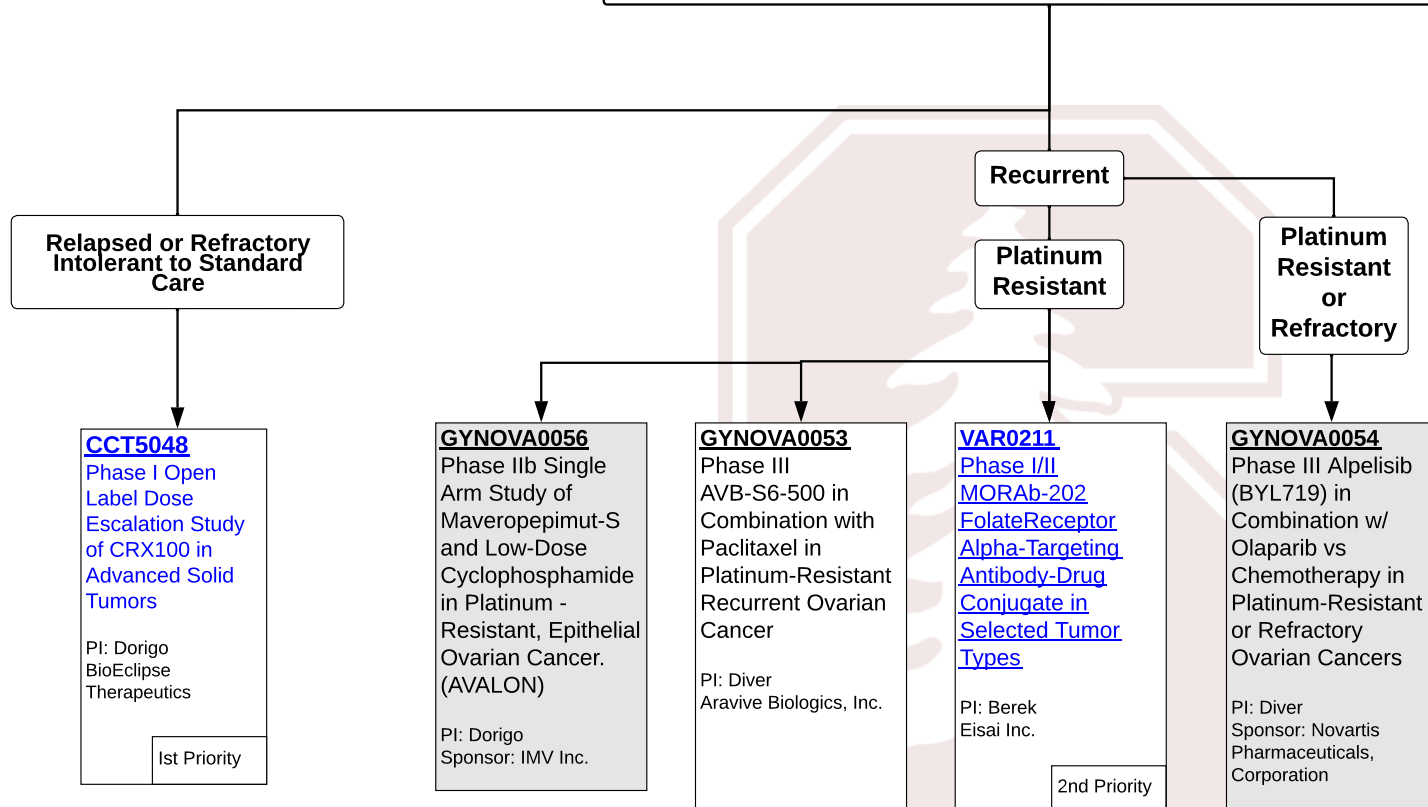 Recurrent
Relapsed or Refractory
Intolerant to Standard
Care
Platinum
Resistant
Platinum
Resistant
or
Refractory
CCT5048
Phase I Open
Label Dose
Escalation Study
of CRX100 in
Advanced Solid
Tumors
PI: Dorigo
BioEclipse
Therapeutics
Ist Priority
GYNOVA0056
Phase IIb Single
Arm Study of
Maveropepimut-S
and Low-Dose
Cyclophosphamide
in Platinum -
Resistant, Epithelial
Ovarian Cancer.
(AVALON)
PI: Dorigo
Sponsor: IMV Inc.
GYNOVA0053
Phase III
AVB-S6-500 in
Combination with
Paclitaxel in
Platinum-Resistant
Recurrent Ovarian
Cancer
PI: Diver
Aravive Biologics, Inc.
VAR0211
Phase I/II
MORAb-202
FolateReceptor
Alpha-Targeting
Antibody-Drug
Conjugate in
Selected Tumor
Types
PI: Berek
Eisai Inc.
2nd Priority
GYNOVA0054
Phase III Alpelisib
(BYL719) in
Combination w/
Olaparib vs
Chemotherapy in
Platinum-Resistant
or Refractory
Ovarian Cancers
PI: Diver
Sponsor: Novartis
Pharmaceuticals,
Corporation